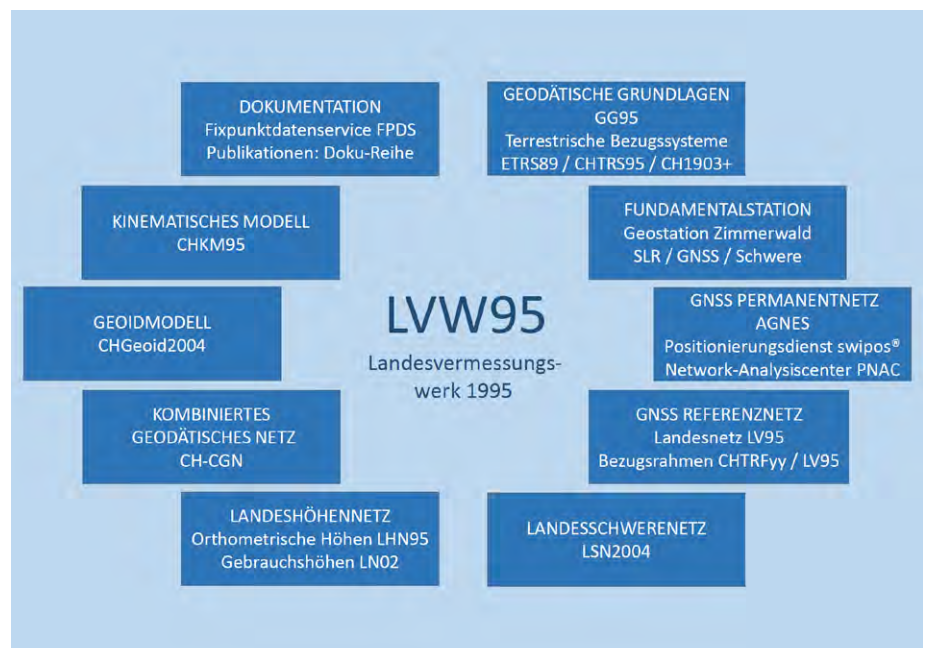 DOKUMENTATION
Fixpunktdatenservice FPDS
Publikationen: Doku-Reihe
GEODÄTISCHE GRUNDLAGEN
GG95
Terrestrische Bezugssysteme
ETRS89 / CHTRS95 / CH1903+
KINEMATISCHES MODELL
CHKM95
FUNDAMENTALSTATION
Geostation Zimmerwald
SLR / GNSS / Schwere
GEOIDMODELL
CHGeoid2004
LVW95
Landesvermessungs-
werk 1995
GNSS PERMANENTNETZ
AGNES
Positionierungsdienst swipos®
Network-Analysiscenter PNAC
KOMBINIERTES
GEODÄTISCHES NETZ
CH-CGN
GNSS REFERENZNETZ
Landesnetz LV95
Bezugsrahmen CHTRFyy / LV95
LANDESHÖHENNETZ
Orthometrische Höhen LHN95
Gebrauchshöhen LN02
LANDESSCHWERENETZ
LSN2004